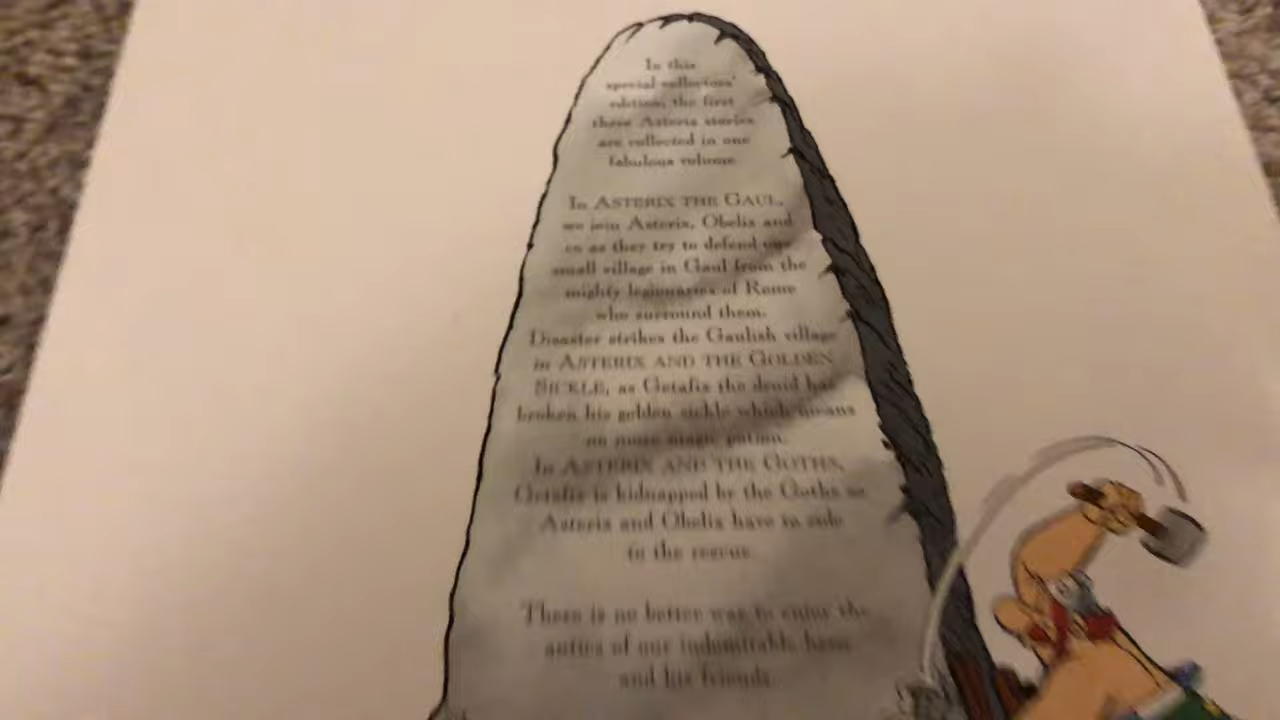 In this
special collectors'
edition, the first
three Asterix stories
are collected in one
fabulous volume.
In ASTERIX THE GAUL,
we join Asterix, Obelix and
co as they try to defend one
small village in Gaul from the
mighty legionaries of Rome
who surround them.
Disaster strikes the Gaulish village
in ASTERIX AND THE GOLDEN
SICKLE, as Getafix the druid has
broken his golden sickle which means
no more magic potion.
In ASTERIX AND THE GOTHS,
Getafix is kidnapped by the Goths so
Asterix and Obelix have to
to the rescue.
There is no better way to enjoy the
antics of our indomitable hero
and his friends.